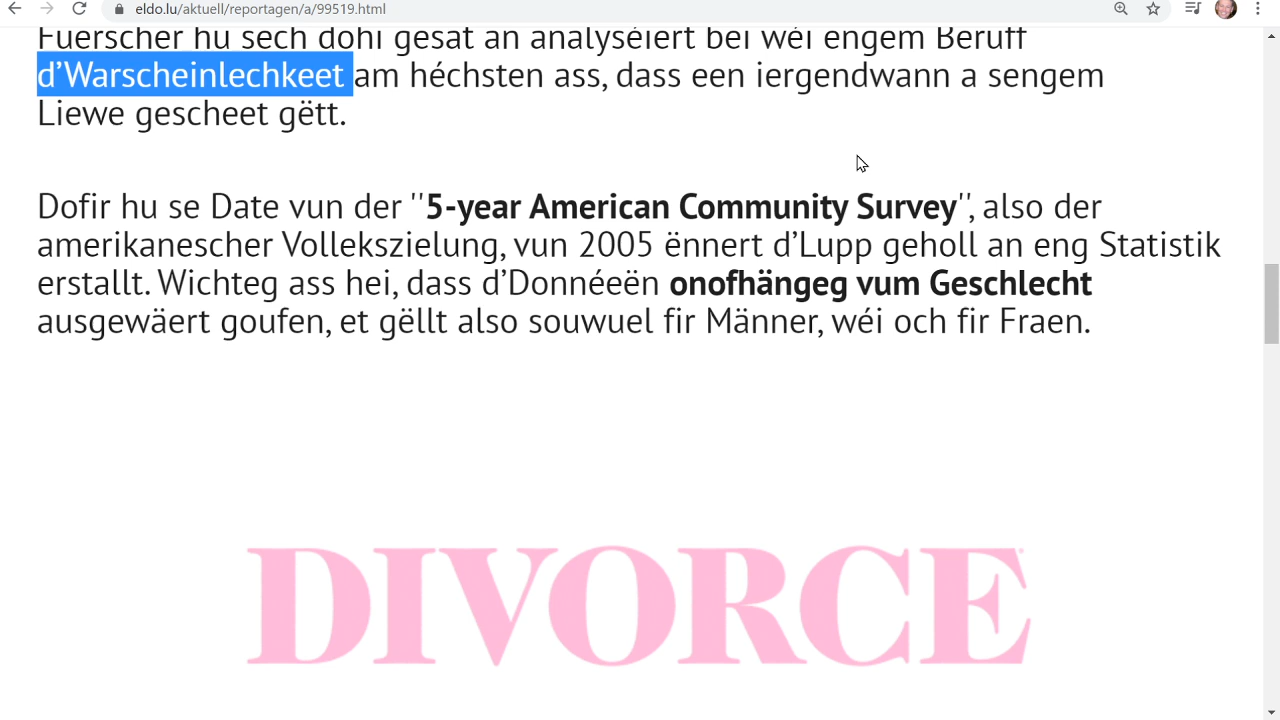 eldo.lu/aktuell/reportagen/a/99519.html
Fuerscher hu sech dohi gesat an analyséiert bei wéi engem Beruff
d'Warscheinlechkeet am héchsten ass, dass een iergendwann a sengem
Liewe gescheet gëtt.
Dofir hu se Date vun der ''5-year American Community Survey'', also der
amerikanescher Vollekszielung, vun 2005 ënnert d'Lupp geholl an eng Statistik
erstallt. Wichteg ass hei, dass d'Donnéeën onofhängeg vum Geschlecht
ausgewäert goufen, et gëllt also souwuel fir Männer, wéi och fir Fraen.
DIVORCE